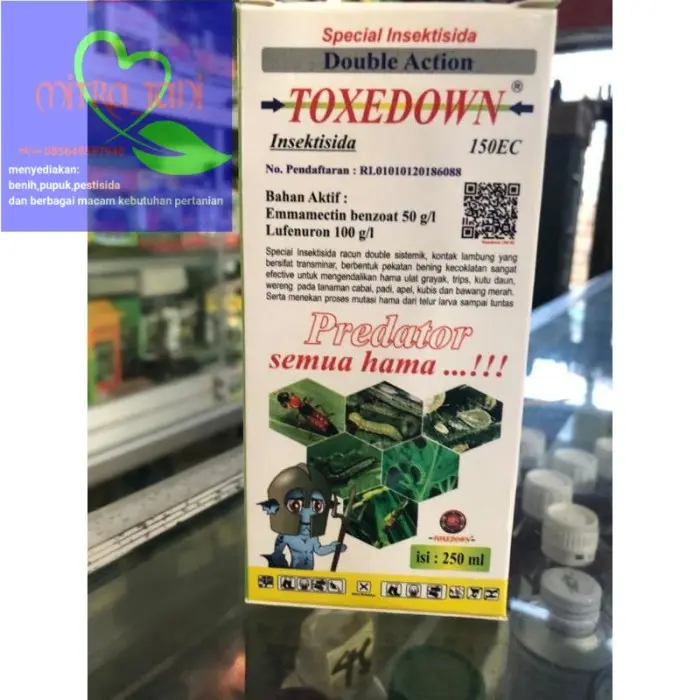 Special Insektisida
Double Action
TOXEDOWN®
Insektisida 150EC
No. Pendaftaran : RL01010120186088
Bahan Aktif :
Emmamectin benzoat 50 g/l
Lufenuron 100 g/l
Special Insektisida racun double sistemik, kontak lambung yang
bersifat transminar, berbentuk pekatan bening kecoklatan sangat
efective untuk mengendalikan hama ulat grayak, trips, kutu daun,
wereng pada tanaman cabai, padi, apel, kubis dan bawang merah.
Serta menekan proses mutasi hama dari telur larva sampai tuntas
Predator
semua hama ...!!!
TOXEDOWN
isi : 250 ml
Mitra Tani
menyediakan:
benih,pupuk,pestisida
dan berbagai macam kebutuhan pertanian